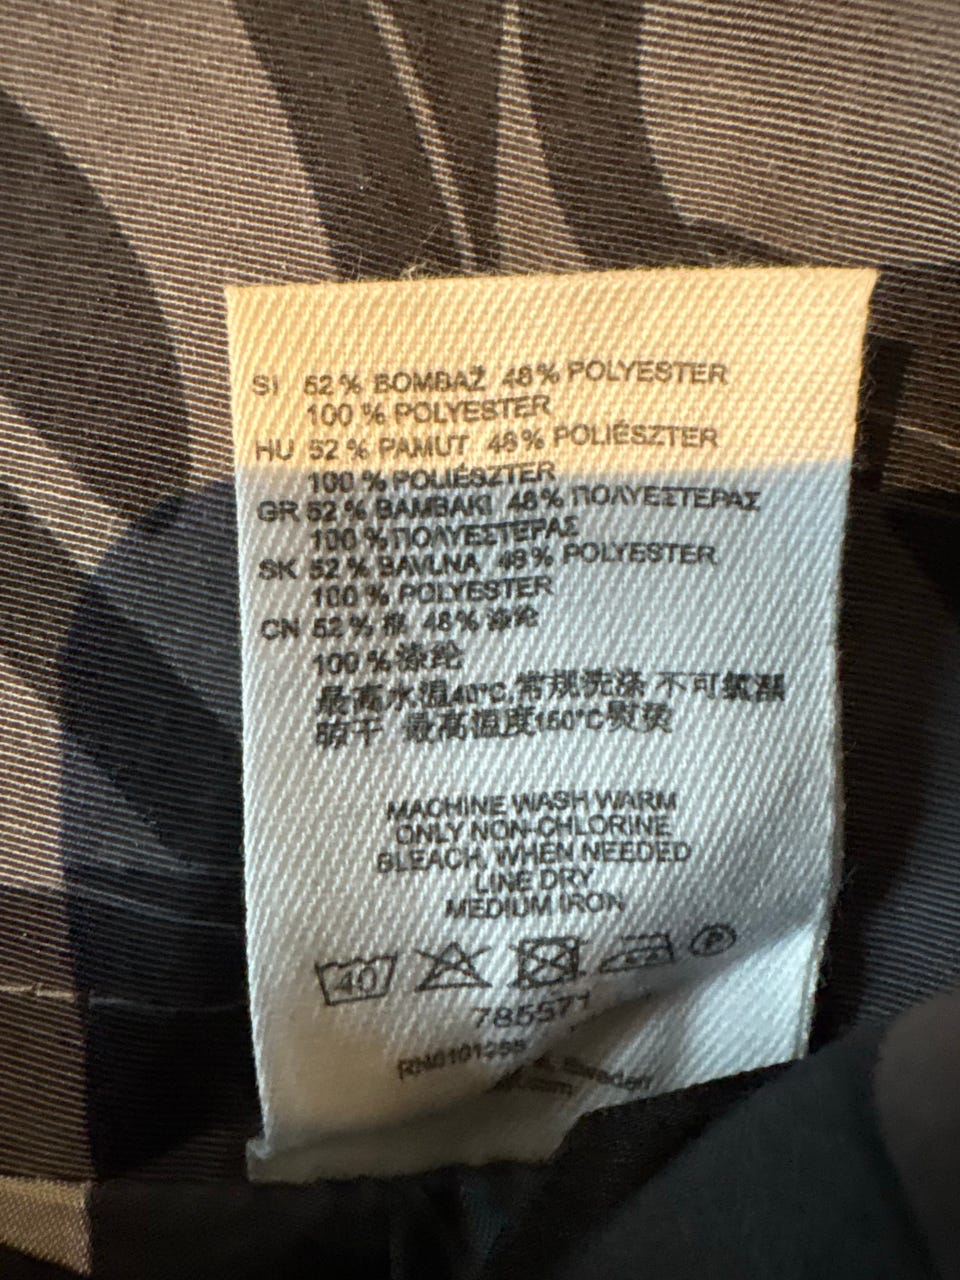 SI 52 % BOMBAŽ 48% POLYESTER
100 % POLYESTER
HU 52 % PAMUT 48% POLIÉSZTER
100 % POLIÉSZTER
GR 52 % BAMBAKI 48% ΠΟΛΥΕΣΤΕΡΑΣ
100 % ΠΟΛΥΕΣΤΕΡΑΣ
SK 52 % BAVLNA 48% POLYESTER
100 % POLYESTER
CN 52 % 棉 48% 涤纶
100 % 涤纶
最高水温40°C,常规洗涤 不可氯漂
晾干 最高温度150°C熨烫
MACHINE WASH WARM
ONLY NON-CHLORINE
BLEACH, WHEN NEEDED
LINE DRY
MEDIUM IRON
40 P
785571
RN0101255
Sweden